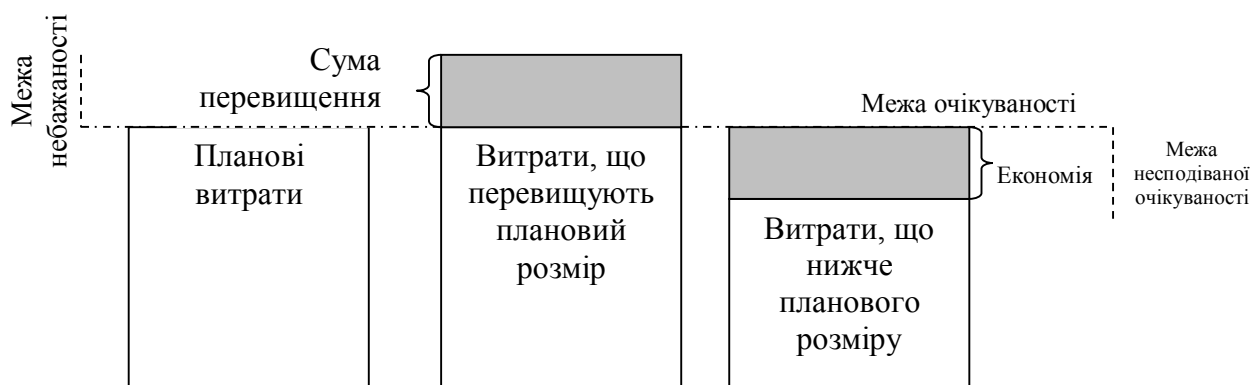 Межа
небажаності
Сума
перевищення
Межа очікуваності
Планові
витрати
Витрати, що
перевищують
плановий
розмір
Економія
Межа
несподіваної
очікуваності
Витрати, що
нижче
планового
розміру